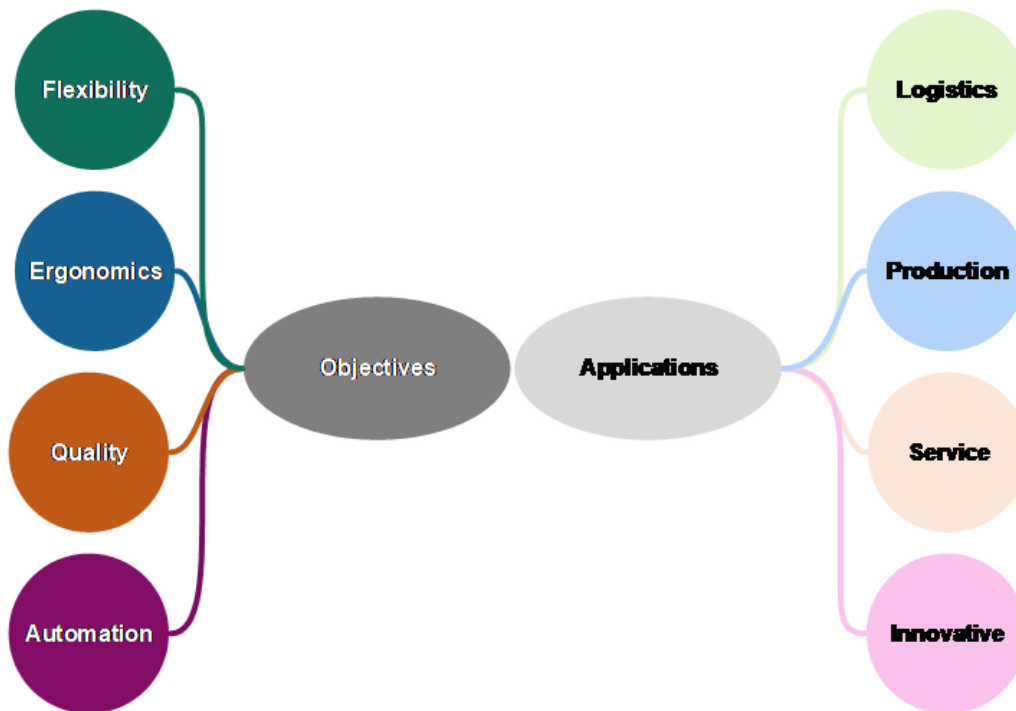 Flexibility
Ergonomics
Quality
Automation
Objectives
Applications
Logistics
Production
Service
Innovative